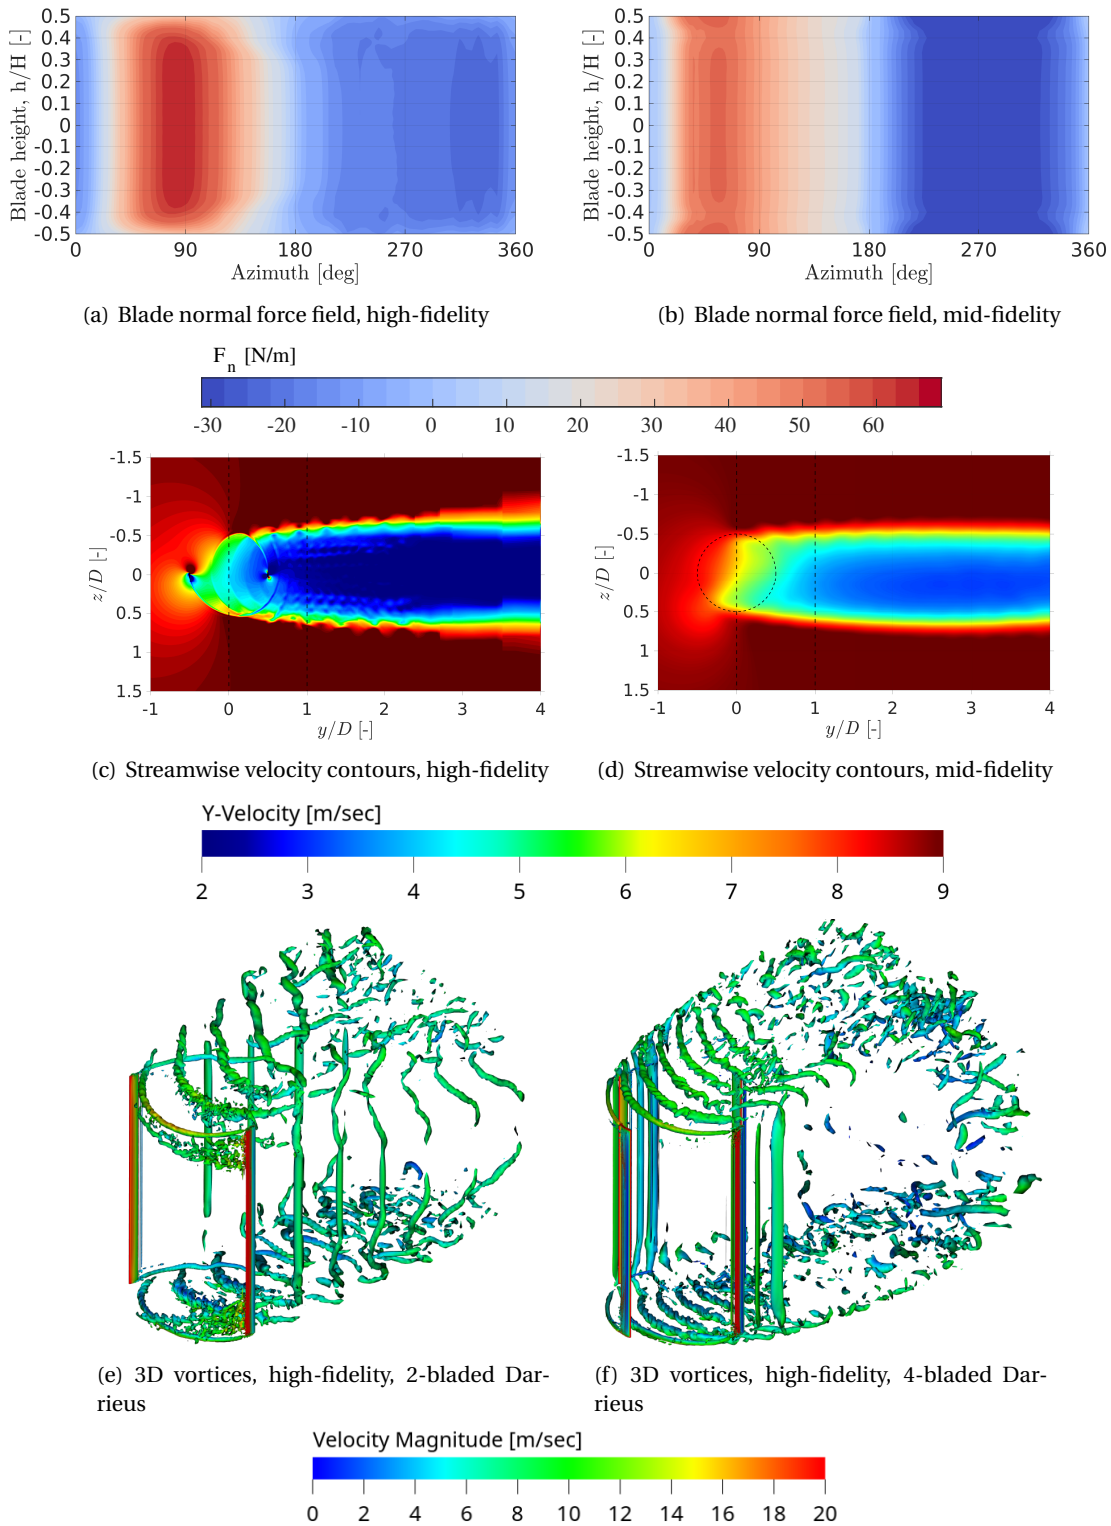 0.5
0.4
0.3
0.2
0.1
0
-0.1
-0.2
-0.3
-0.4
-0.5
Blade height, h/H [-]
0 90 180 270 360
Azimuth [deg]
(a) Blade normal force field, high-fidelity
0.5
0.4
0.3
0.2
0.1
0
-0.1
-0.2
-0.3
-0.4
-0.5
Blade height, h/H [-]
0 90 180 270 360
Azimuth [deg]
(b) Blade normal force field, mid-fidelity
Fn [N/m]
-30 -20 -10 0 10 20 30 40 50 60
-1.5
-1
-0.5
0
0.5
1
1.5
z/D [-]
-1 0 1 2 3 4
y/D [-]
(c) Streamwise velocity contours, high-fidelity
-1.5
-1
-0.5
0
0.5
1
1.5
z/D [-]
-1 0 1 2 3 4
y/D [-]
(d) Streamwise velocity contours, mid-fidelity
Y-Velocity [m/sec]
2 3 4 5 6 7 8 9
(e) 3D vortices, high-fidelity, 2-bladed Dar-
rieus
(f) 3D vortices, high-fidelity, 4-bladed Dar-
rieus
Velocity Magnitude [m/sec]
0 2 4 6 8 10 12 14 16 18 20